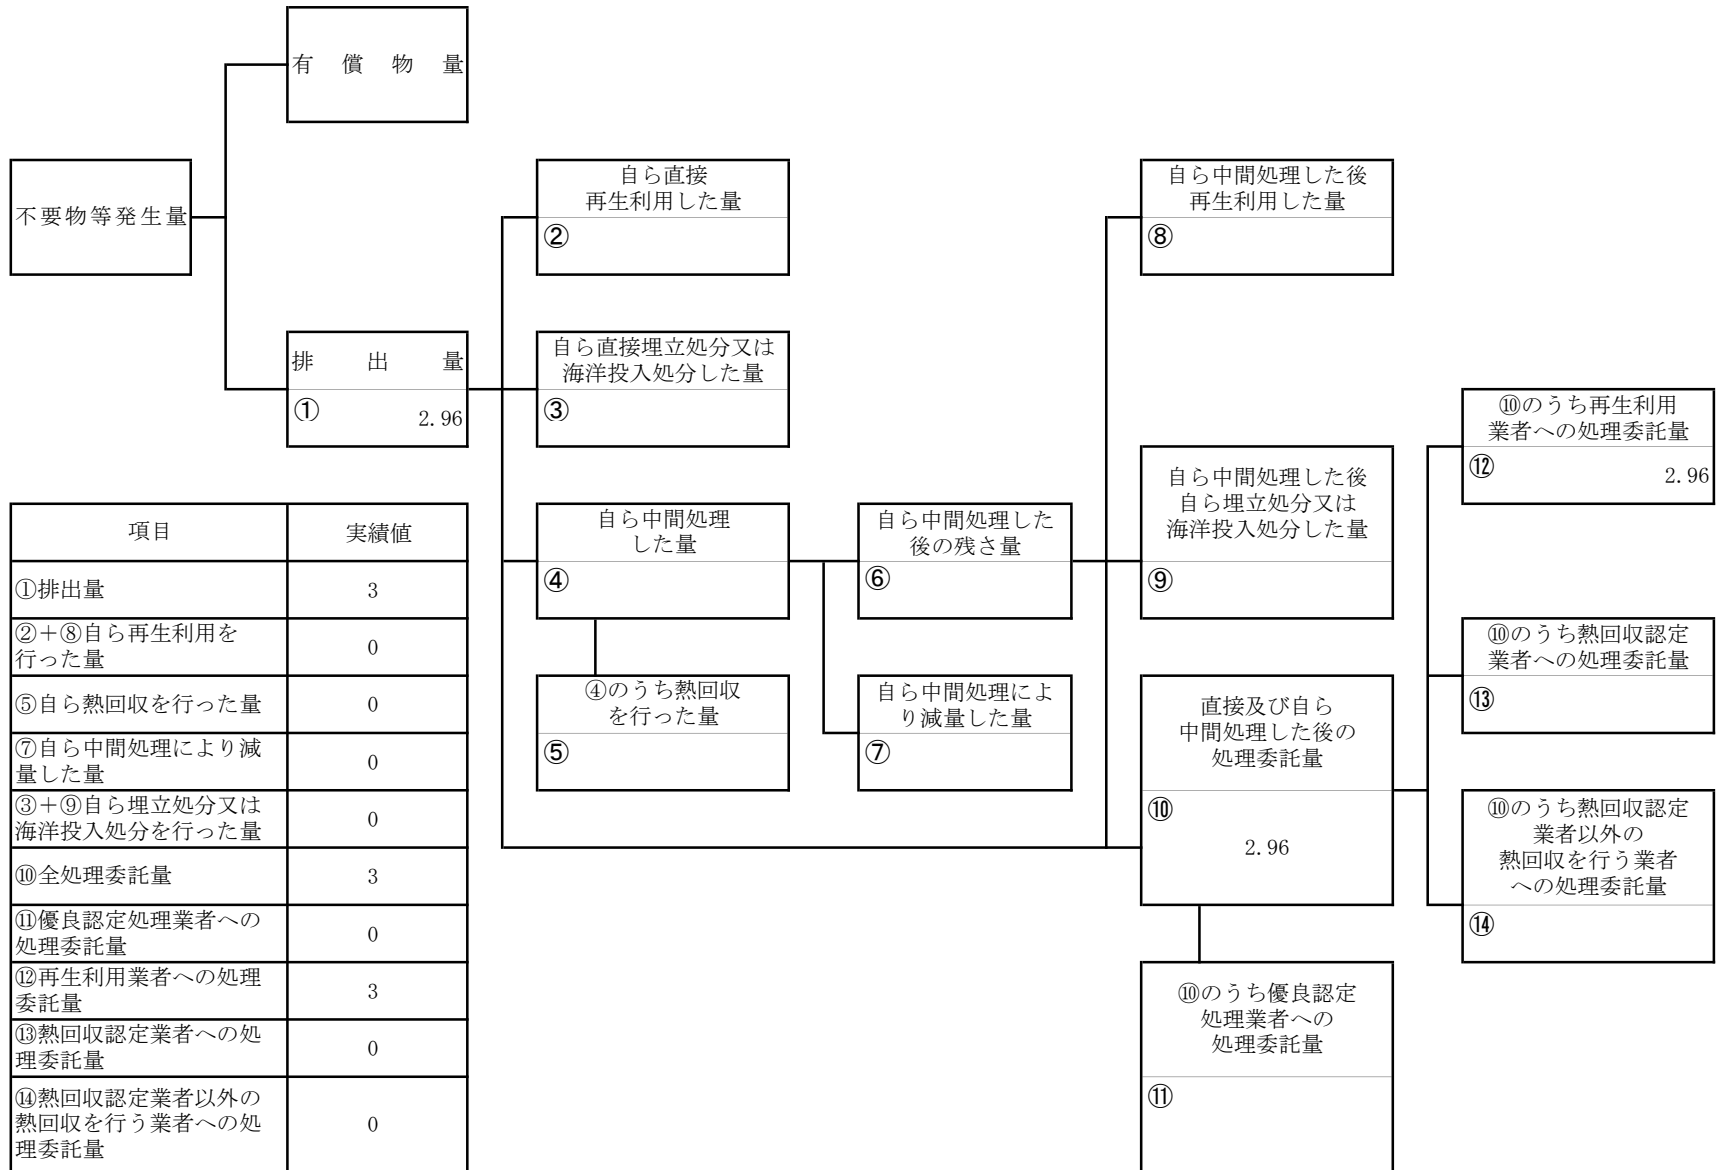 有償物量
不要物等発生量
排出量
①
2.96
自ら直接
再生利用した量
②
自ら直接埋立処分又は
海洋投入処分した量
③
自ら中間処理
した量
④
④のうち熱回収
を行った量
⑤
自ら中間処理した
後の残さ量
⑥
自ら中間処理によ
り減量した量
⑦
自ら中間処理した後
再生利用した量
⑧
自ら中間処理した後
自ら埋立処分又は
海洋投入処分した量
⑨
直接及び自ら
中間処理した後の
処理委託量
⑩
2.96
⑩のうち優良認定
処理業者への
処理委託量
⑪
⑩のうち再生利用
業者への処理委託量
⑫
2.96
⑩のうち熱回収認定
業者への処理委託量
⑬
⑩のうち熱回収認定
業者以外の
熱回収を行う業者
への処理委託量
⑭
項目 実績値
①排出量 3
②＋⑧自ら再生利用を
行った量 0
⑤自ら熱回収を行った量 0
⑦自ら中間処理により減
量した量 0
③＋⑨自ら埋立処分又は
海洋投入処分を行った量 0
⑩全処理委託量 3
⑪優良認定処理業者への
処理委託量 0
⑫再生利用業者への処理
委託量 3
⑬熱回収認定業者への処
理委託量 0
⑭熱回収認定業者以外の
熱回収を行う業者への処
理委託量 0